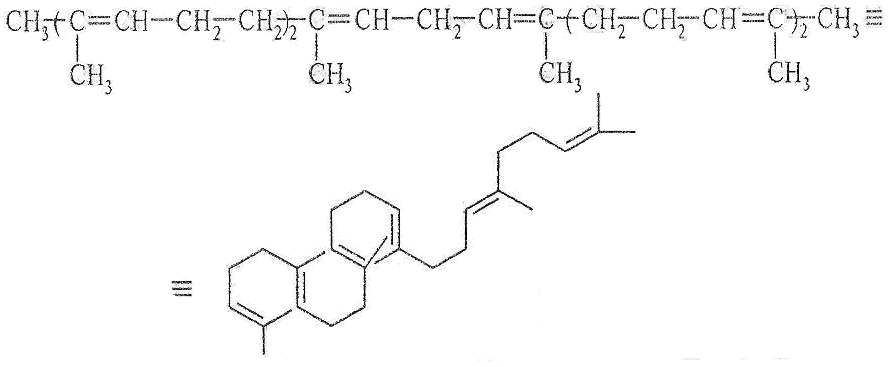 CH₃(C=CH—CH₂—CH₂)₂C=CH—CH₂—CH=C(CH₂—CH₂—CH=C)₂CH₃≡
CH₃ CH₃ CH₃ CH₃
≡